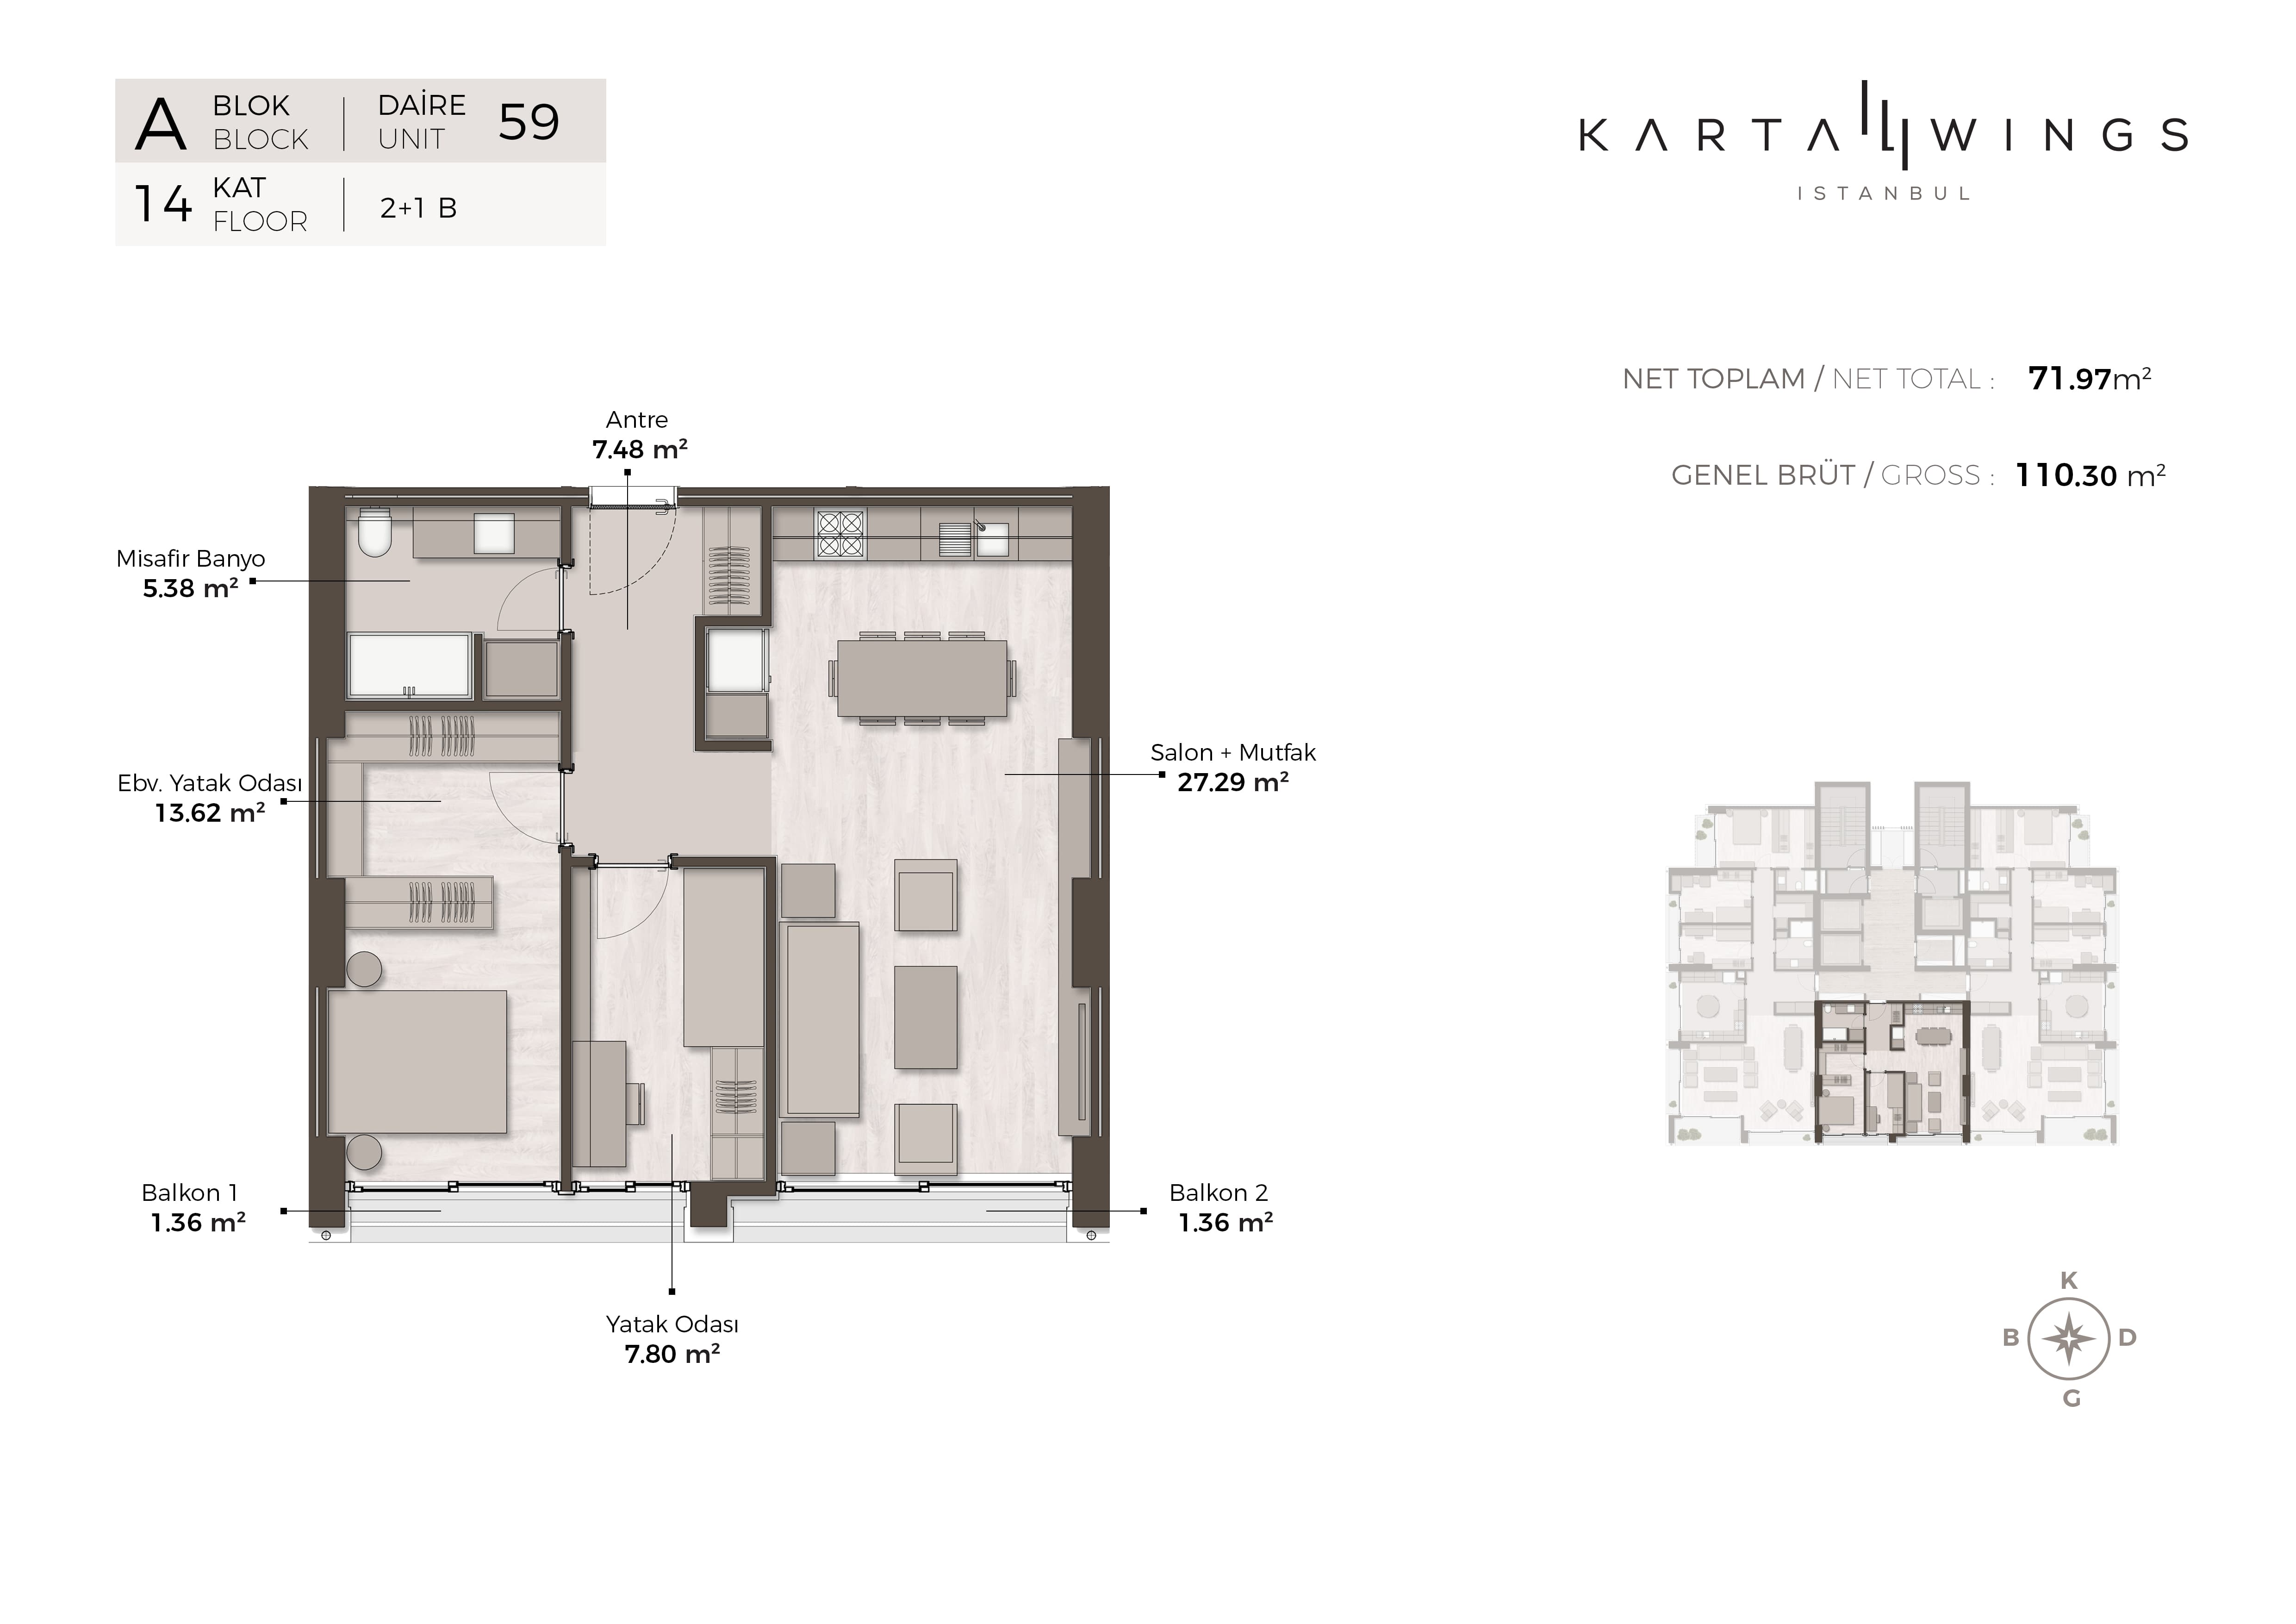 A BLOK DAİRE 59
BLOCK UNIT
14 KAT 2+1 B
FLOOR
KARTAL WINGS
ISTANBUL
NET TOPLAM / NET TOTAL : 71.97m²
GENEL BRÜT / GROSS : 110.30 m²
Antre
7.48 m²
Misafir Banyo
5.38 m²
Salon + Mutfak
27.29 m²
Ebv. Yatak Odası
13.62 m²
Balkon 1
1.36 m²
Balkon 2
1.36 m²
Yatak Odası
7.80 m²
K
B D
G